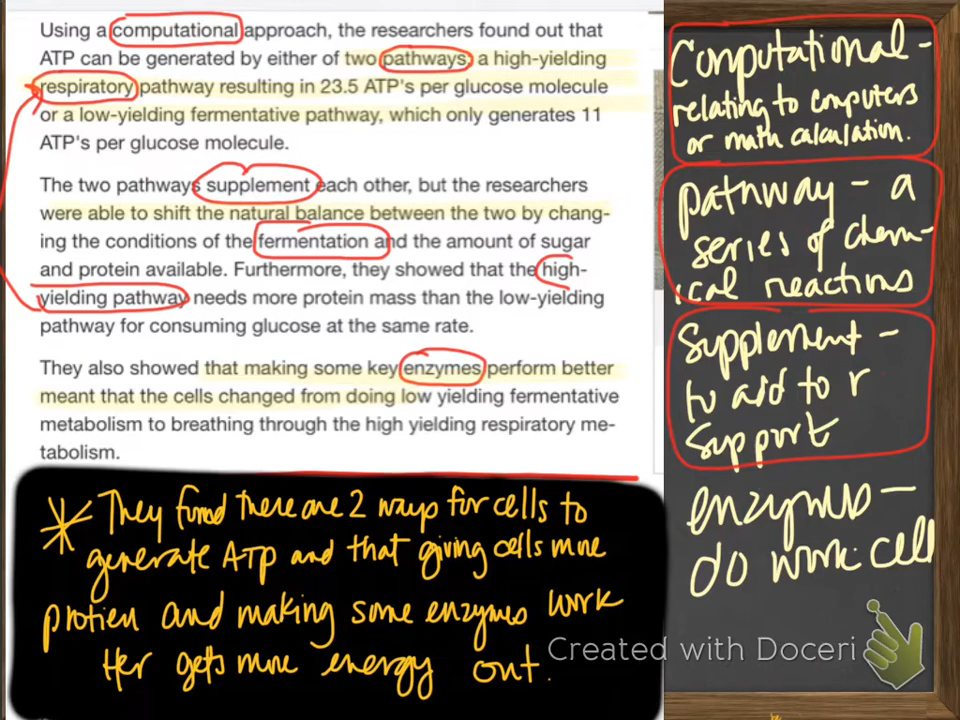 Using a computational approach, the researchers found out that
ATP can be generated by either of two pathways, a high-yielding
respiratory pathway resulting in 23.5 ATP's per glucose molecule
or a low-yielding fermentative pathway, which only generates 11
ATP's per glucose molecule.
The two pathways supplement each other, but the researchers
were able to shift the natural balance between the two by chang-
ing the conditions of the fermentation and the amount of sugar
and protein available. Furthermore, they showed that the high-
yielding pathway needs more protein mass than the low-yielding
pathway for consuming glucose at the same rate.
They also showed that making some key enzymes perform better
meant that the cells changed from doing low yielding fermentative
metabolism to breathing through the high yielding respiratory me-
tabolism.
They found there are 2 ways for cells to
generate ATP and that giving cells more
protien and making some enzymes work
gets more energy out.
Computational -
relating to computers
or math calculation.
pathway - a
series of chem-
ical reactions
Supplement -
to add to r
support
enzymes -
do work cell
Created with Doceri